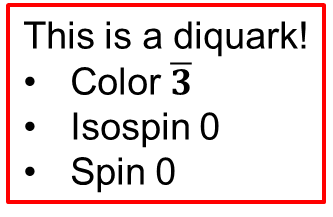 This is a diquark!
• Color 3̅
• Isospin 0
• Spin 0